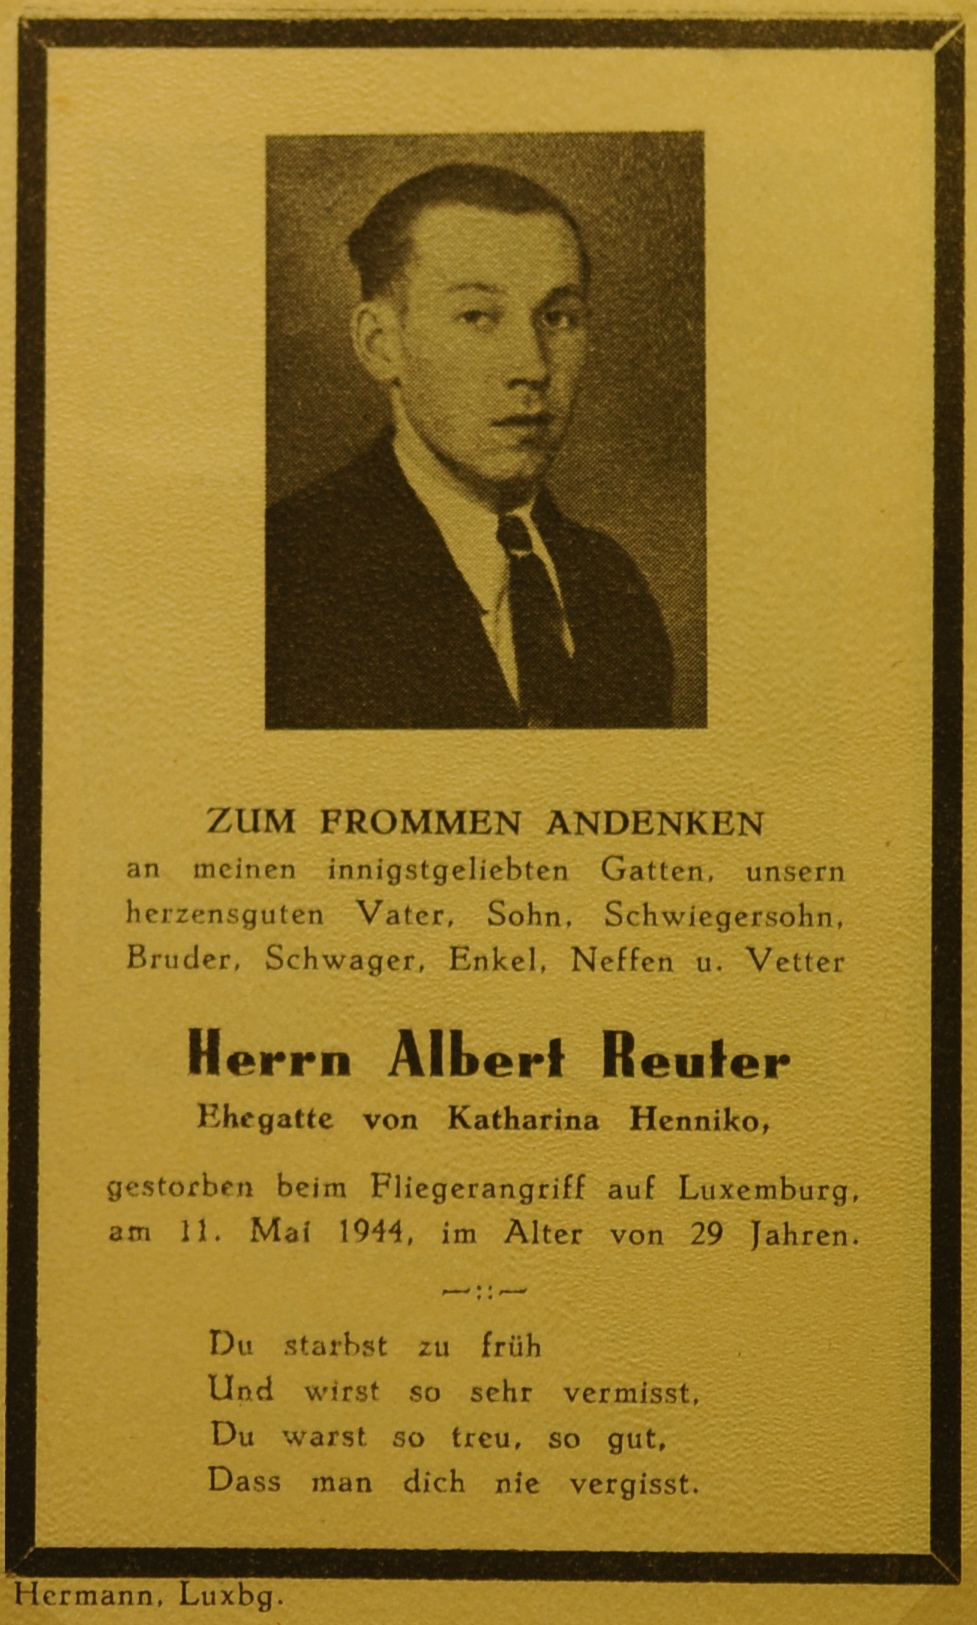 ZUM FROMMEN ANDENKEN
an meinen innigstgeliebten Gatten, unsern
herzensguten Vater, Sohn, Schwiegersohn,
Bruder, Schwager, Enkel, Neffen u. Vetter
Herrn Albert Reuter
Ehegatte von Katharina Henniko,
gestorben beim Fliegerangriff auf Luxemburg,
am 11. Mai 1944, im Alter von 29 Jahren.
—::—
Du starbst zu früh
Und wirst so sehr vermisst,
Du warst so treu, so gut,
Dass man dich nie vergisst.
Hermann, Luxbg.